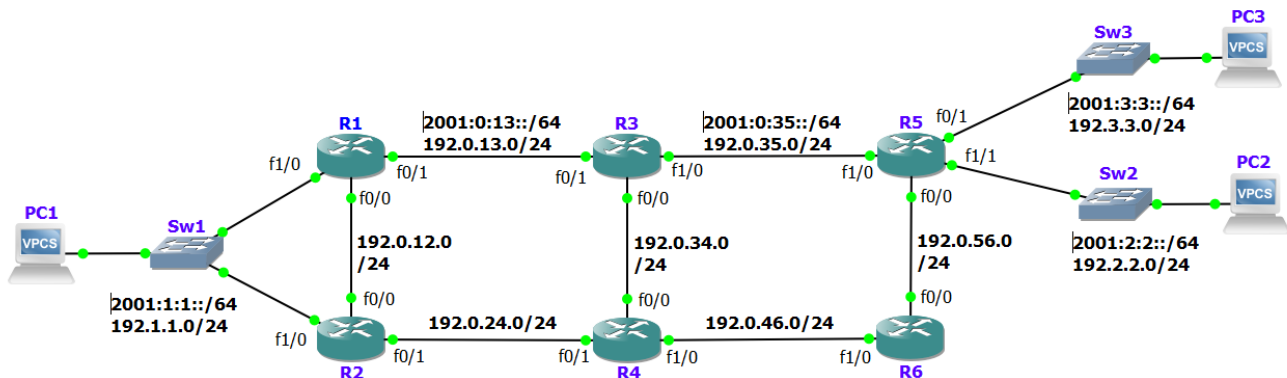 PC3
VPCS
Sw3
2001:3:3::/64
192.3.3.0/24
R1
2001:0:13::/64
192.0.13.0/24
R3
2001:0:35::/64
192.0.35.0/24
R5
f0/1
f1/1
f1/0
f0/1
f0/1
f1/0
f1/0
f0/0
f0/0
f0/0
PC2
VPCS
Sw2
2001:2:2::/64
192.2.2.0/24
PC1
VPCS
Sw1
2001:1:1::/64
192.1.1.0/24
192.0.12.0
/24
192.0.34.0
/24
192.0.56.0
/24
f0/0
f0/0
f0/0
192.0.24.0/24
192.0.46.0/24
f1/0
f0/1
f0/1
f1/0
f1/0
R2
R4
R6